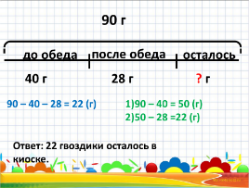 90 г
до обеда после обеда осталось
40 г 28 г ? г
90 – 40 – 28 = 22 (г) 1)90 – 40 = 50 (г)
2)50 – 28 =22 (г)
Ответ: 22 гвоздики осталось в
киоске.